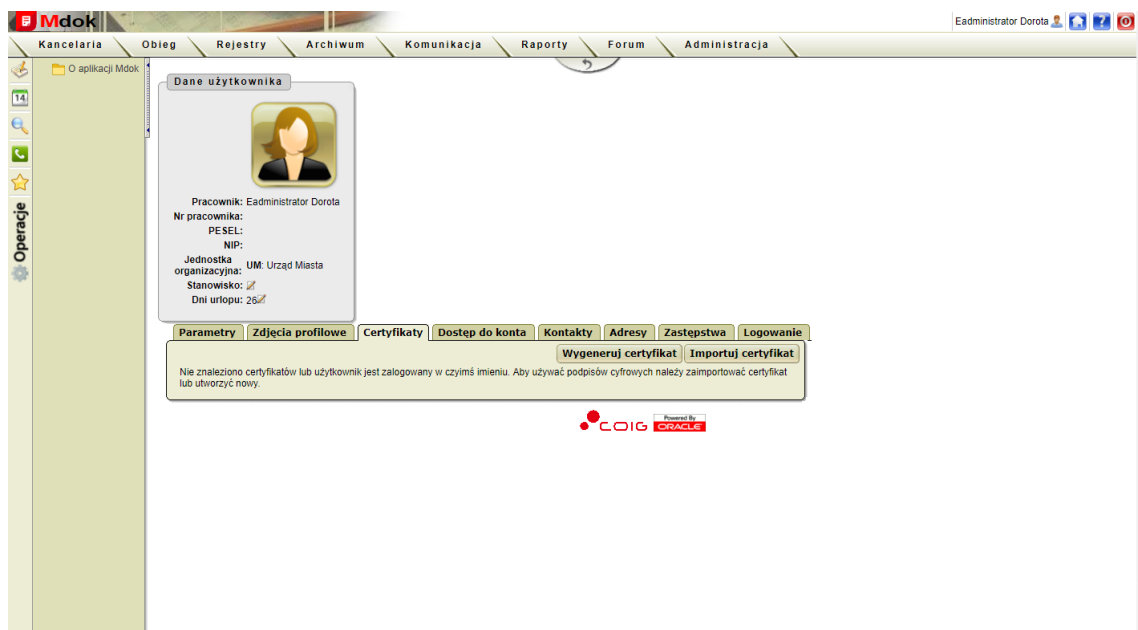 Mdok
Eadministrator Dorota
Kancelaria Obieg Rejestry Archiwum Komunikacja Raporty Forum Administracja
O aplikacji Mdok
14
Operacje
Dane użytkownika
Pracownik: Eadministrator Dorota
Nr pracownika:
PESEL:
NIP:
Jednostka
organizacyjna: UM: Urząd Miasta
Stanowisko:
Dni urlopu: 26
Parametry Zdjęcia profilowe Certyfikaty Dostęp do konta Kontakty Adresy Zastępstwa Logowanie
Wygeneruj certyfikat Importuj certyfikat
Nie znaleziono certyfikatów lub użytkownik jest zalogowany w czyimś imieniu. Aby używać podpisów cyfrowych należy zaimportować certyfikat
lub utworzyć nowy.
COIG
Powered By
ORACLE